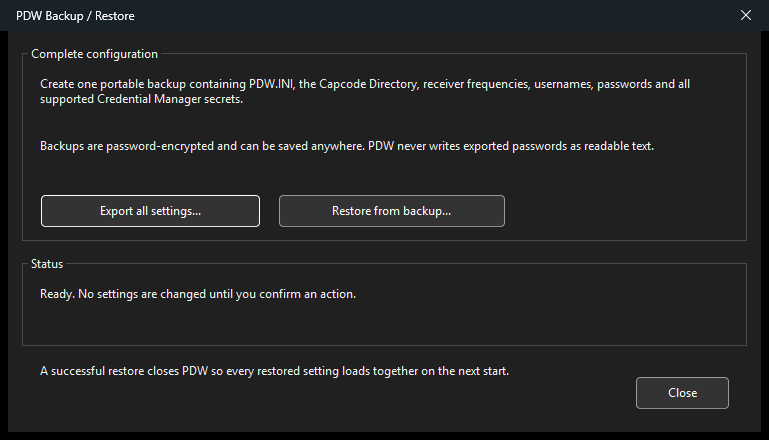 PDW Backup / Restore
Complete configuration
Create one portable backup containing PDW.INI, the Capcode Directory, receiver frequencies, usernames, passwords and all
supported Credential Manager secrets.
Backups are password-encrypted and can be saved anywhere. PDW never writes exported passwords as readable text.
Export all settings... Restore from backup...
Status
Ready. No settings are changed until you confirm an action.
A successful restore closes PDW so every restored setting loads together on the next start.
Close